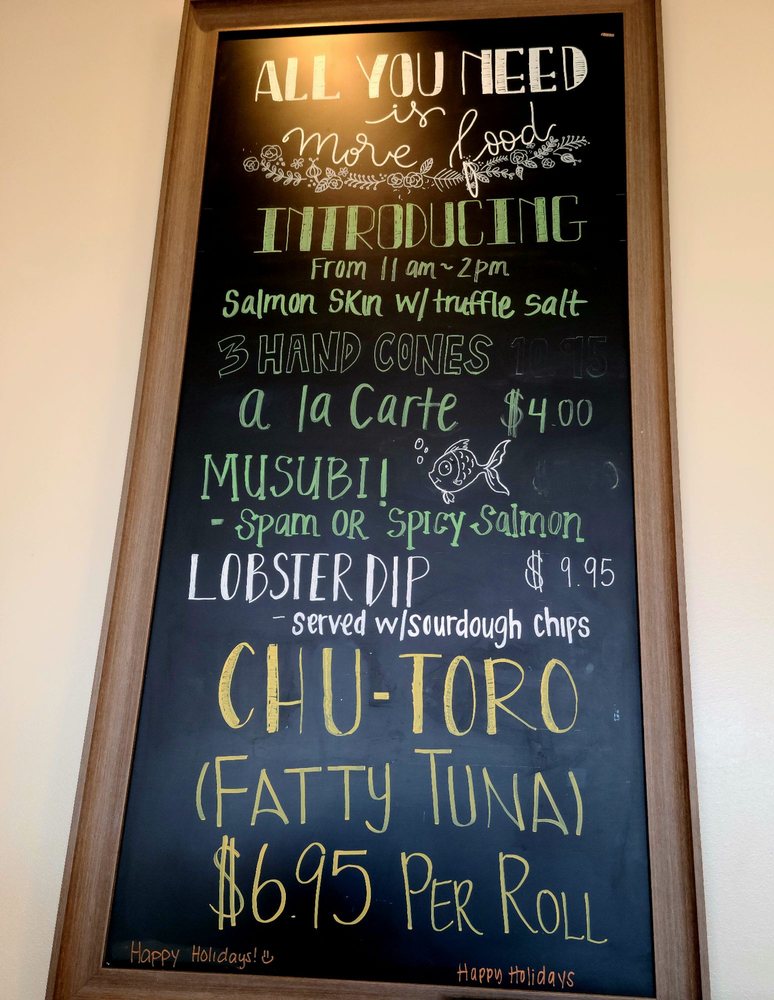 ALL YOU NEED
is
more food
INTRODUCING
From 11 am~2pm
Salmon Skin w/truffle salt
3 HAND CONES 10.95
a la Carte $4.00
MUSUBI!
- Spam OR Spicy Salmon
LOBSTER DIP $ 9.95
- served w/sourdough chips
CHU-TORO
(FATTY TUNA)
$6.95 PER ROLL
Happy Holidays!
Happy Holidays